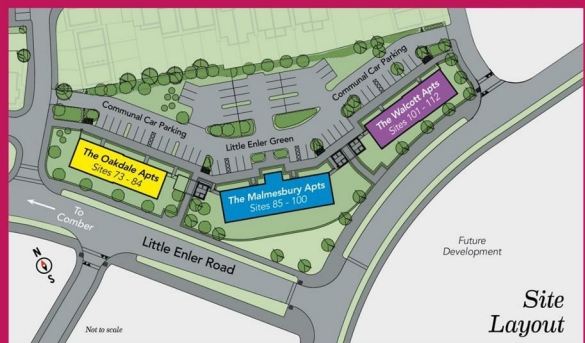 Communal Car Parking
Communal Car Parking
The Walcott Apts
Sites 101 - 112
Little Enler Green
The Oakdale Apts
Sites 73 - 84
The Malmesbury Apts
Sites 85 - 100
To
Comber
Little Enler Road
Future
Development
N
S
Not to scale
Site
Layout